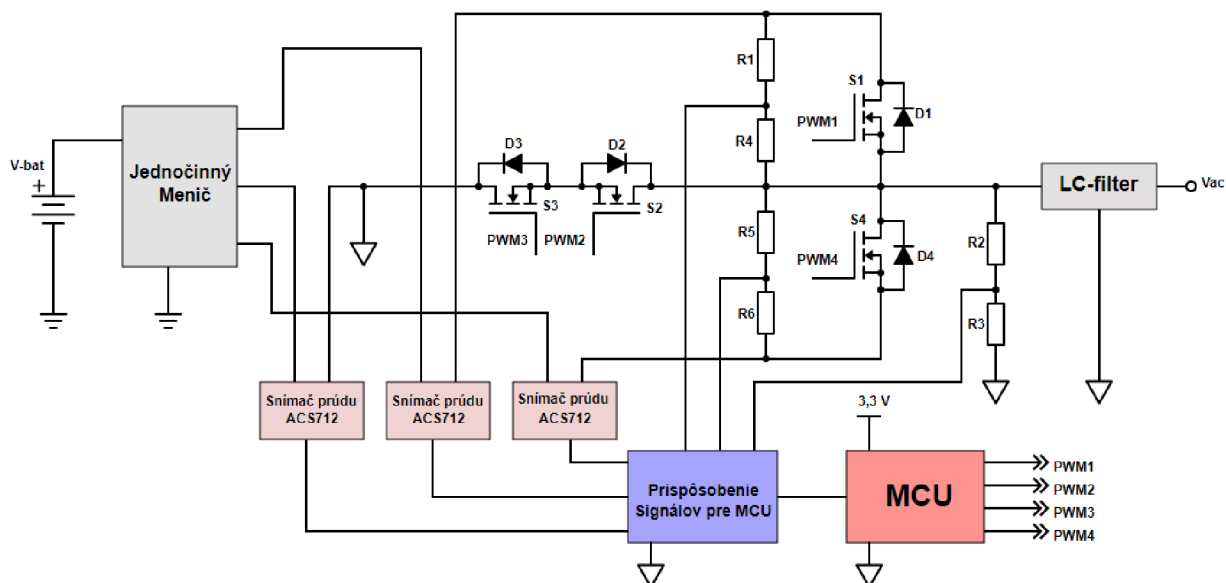 V-bat
+
Jednočinný
Menič
D3
D2
S3
S2
PWM3
PWM2
R1
R4
R5
R6
S1
PWM1
D1
S4
PWM4
D4
R2
R3
LC-filter
Vac
Snímač prúdu
ACS712
Snímač prúdu
ACS712
Snímač prúdu
ACS712
Prispôsobenie
Signálov pre MCU
3,3 V
MCU
PWM1
PWM2
PWM3
PWM4